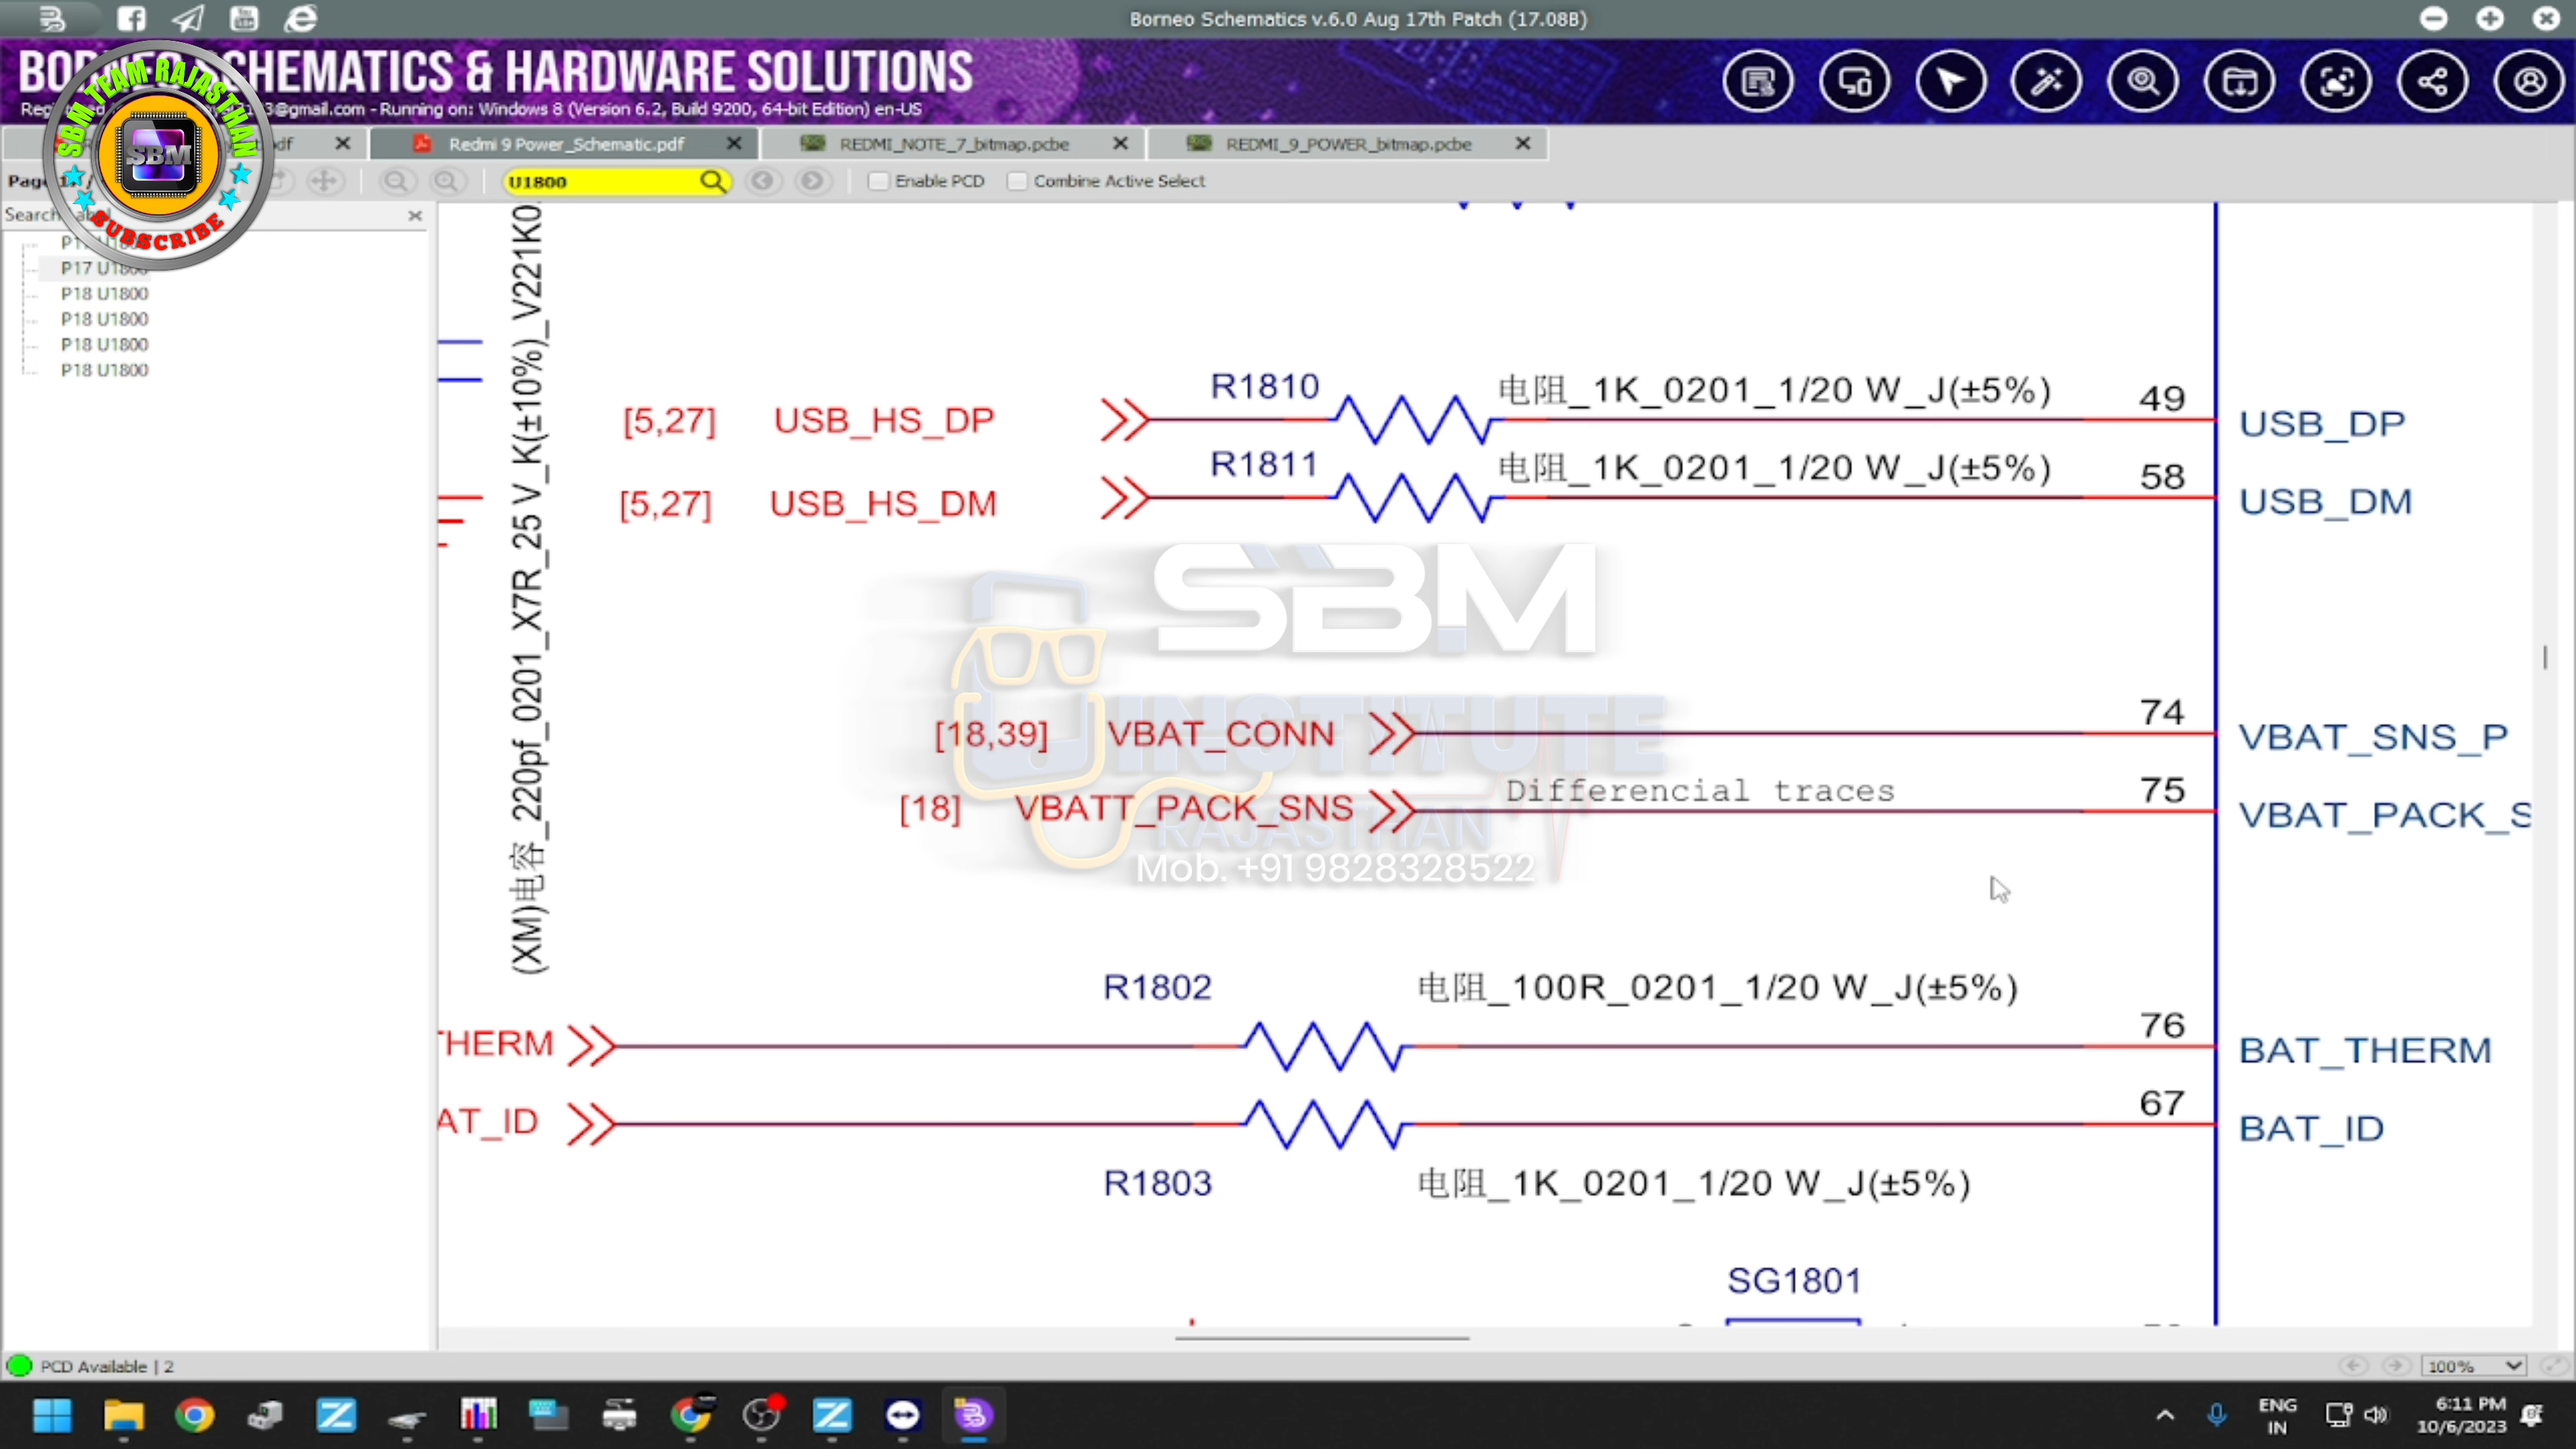 Borneo Schematics v.6.0 Aug 17th Patch (17.08B)
SCHEMATICS & HARDWARE SOLUTIONS
3@gmail.com - Running on: Windows 8 (Version 6.2, Build 9200, 64-bit Edition) en-US
SBM TEAM RAJASTHAN
SBM
SUBSCRIBE
Redmi 9 Power_Schematic.pdf
REDMI_NOTE_7_bitmap.pcbe
REDMI_9_POWER_bitmap.pcbe
U1800
Enable PCD
Combine Active Select
P17 U1800
P18 U1800
P18 U1800
P18 U1800
P18 U1800
(XM)电容_220pf_0201_X7R_25 V_K(±10%)_V221K0
R1810
电阻_1K_0201_1/20 W_J(±5%)
49
[5,27] USB_HS_DP
USB_DP
R1811
电阻_1K_0201_1/20 W_J(±5%)
58
[5,27] USB_HS_DM
USB_DM
SBM
INSTITUTE
RAJASTHAN
Mob. +91 9828328522
74
[18,39] VBAT_CONN
VBAT_SNS_P
Differencial traces
75
[18] VBATT_PACK_SNS
VBAT_PACK_S
R1802
电阻_100R_0201_1/20 W_J(±5%)
76
THERM
BAT_THERM
67
AT_ID
BAT_ID
R1803
电阻_1K_0201_1/20 W_J(±5%)
SG1801
PCD Available | 2
100%
ENG
IN
6:11 PM
10/6/2023